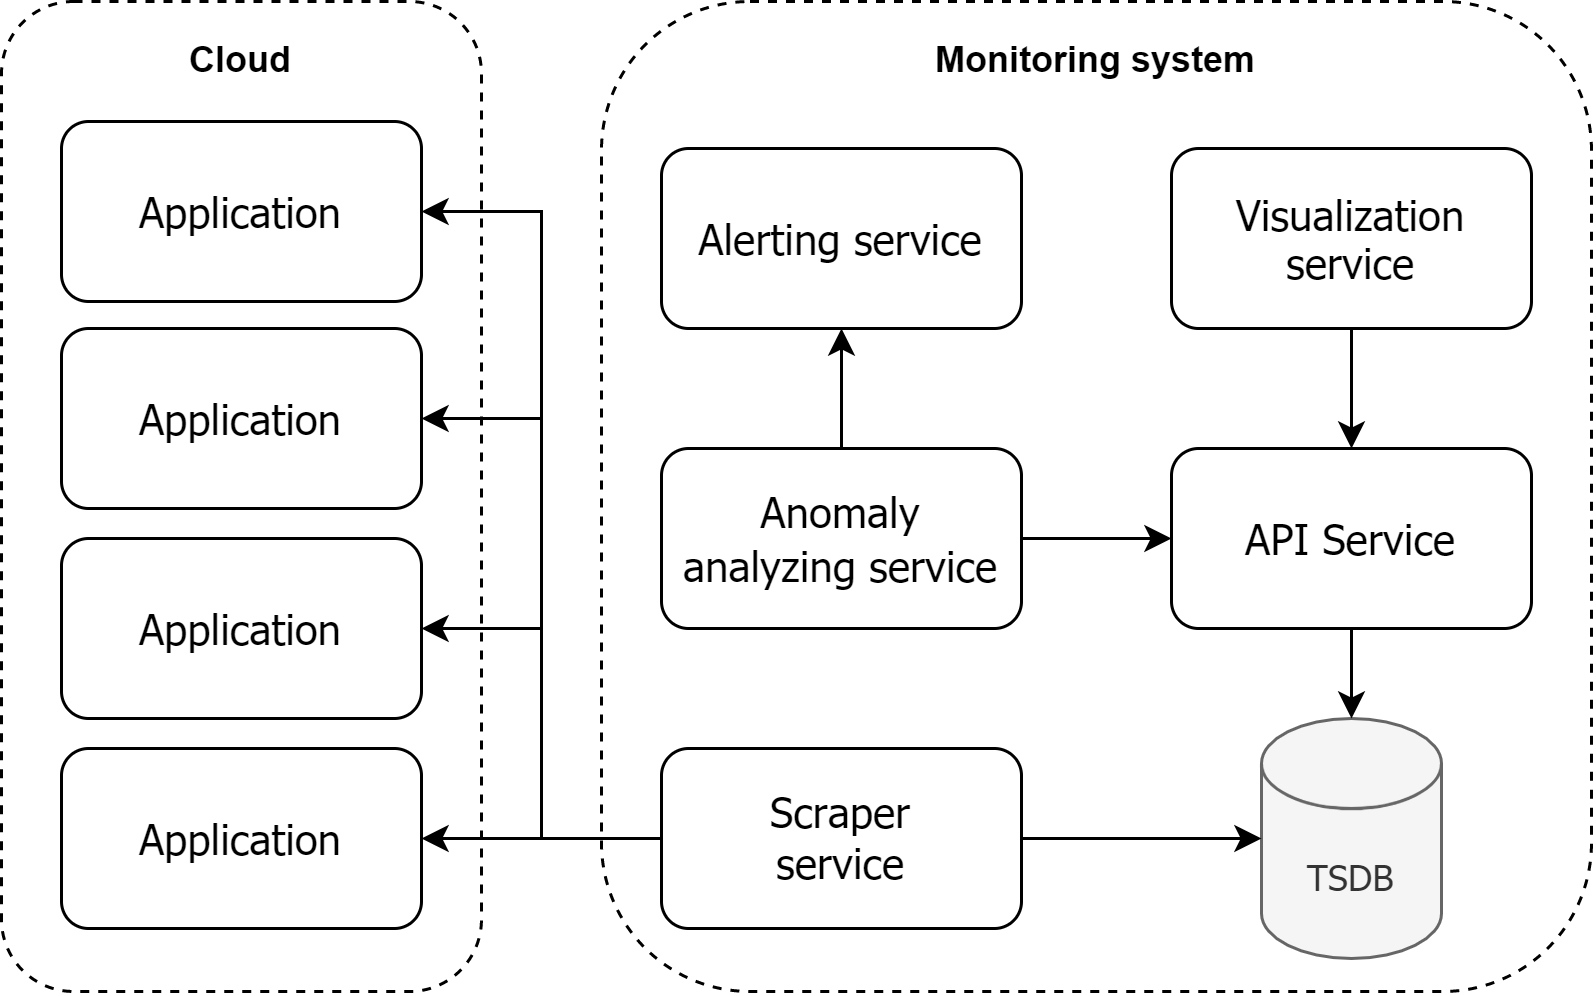 Cloud
Application
Application
Application
Application
Monitoring system
Alerting service
Visualization
service
Anomaly
analyzing service
API Service
Scraper
service
TSDB